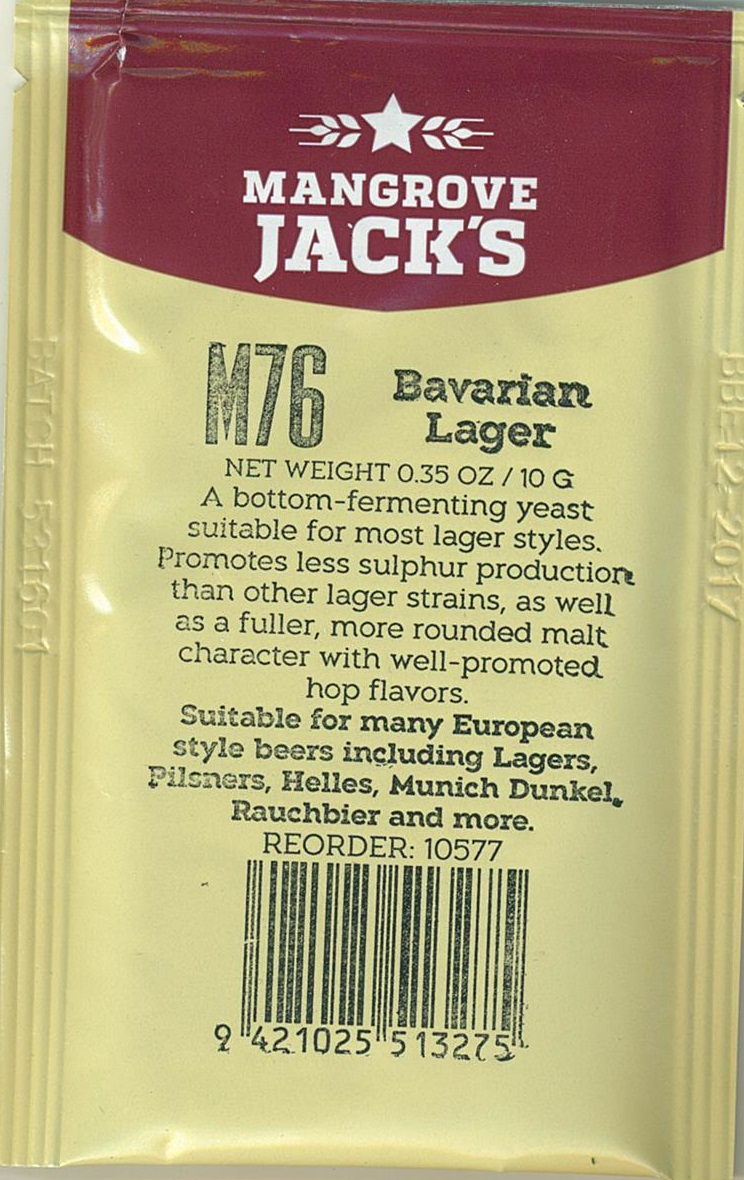 MANGROVE
JACK'S
M76
Bavarian
Lager
NET WEIGHT 0.35 OZ / 10 G
A bottom-fermenting yeast
suitable for most lager styles.
Promotes less sulphur production
than other lager strains, as well
as a fuller, more rounded malt
character with well-promoted
hop flavors.
Suitable for many European
style beers including Lagers,
Pilsners, Helles, Munich Dunkel,
Rauchbier and more.
REORDER: 10577
9 421025 513275
BATCH
BBE12-2017